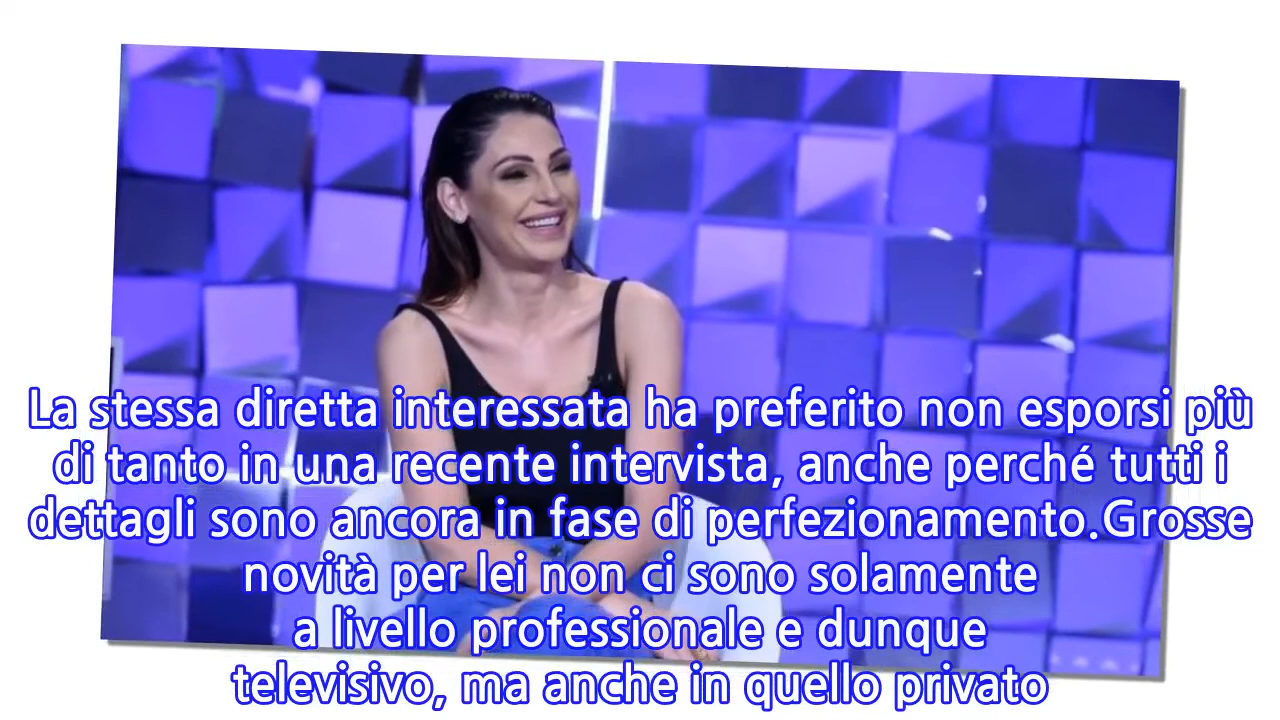 La stessa diretta interessata ha preferito non esporsi più
di tanto in una recente intervista, anche perché tutti i
dettagli sono ancora in fase di perfezionamento.Grosse
novità per lei non ci sono solamente
a livello professionale e dunque
televisivo, ma anche in quello privato